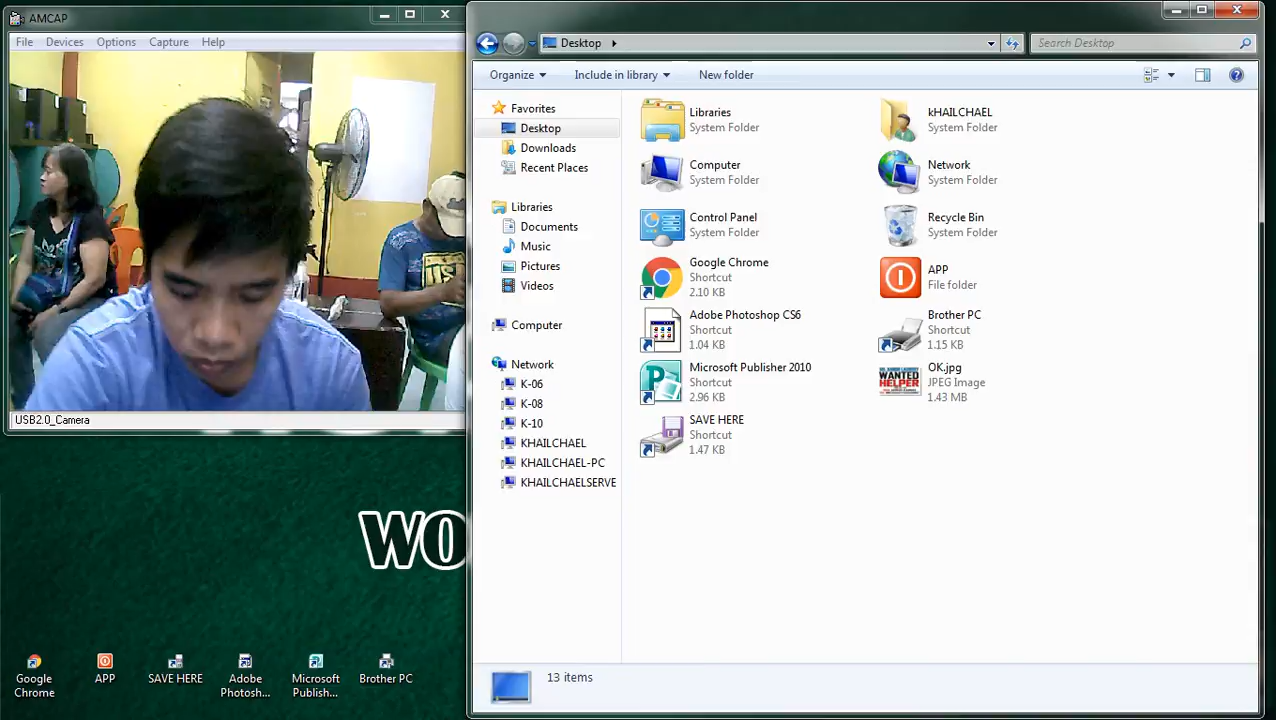 AMCAP
File Devices Options Capture Help
USB2.0_Camera
WO
Google
Chrome
APP
SAVE HERE
Adobe
Photosh...
Microsoft
Publish...
Brother PC
Desktop
Search Desktop
Organize Include in library New folder
Favorites
Desktop
Downloads
Recent Places
Libraries
Documents
Music
Pictures
Videos
Computer
Network
K-06
K-08
K-10
KHAILCHAEL
KHAILCHAEL-PC
KHAILCHAELSERVE
Libraries
System Folder
kHAILCHAEL
System Folder
Computer
System Folder
Network
System Folder
Control Panel
System Folder
Recycle Bin
System Folder
Google Chrome
Shortcut
2.10 KB
APP
File folder
Adobe Photoshop CS6
Shortcut
1.04 KB
Brother PC
Shortcut
1.15 KB
Microsoft Publisher 2010
Shortcut
2.96 KB
WANTED
HELPER
OK.jpg
JPEG Image
1.43 MB
SAVE HERE
Shortcut
1.47 KB
13 items